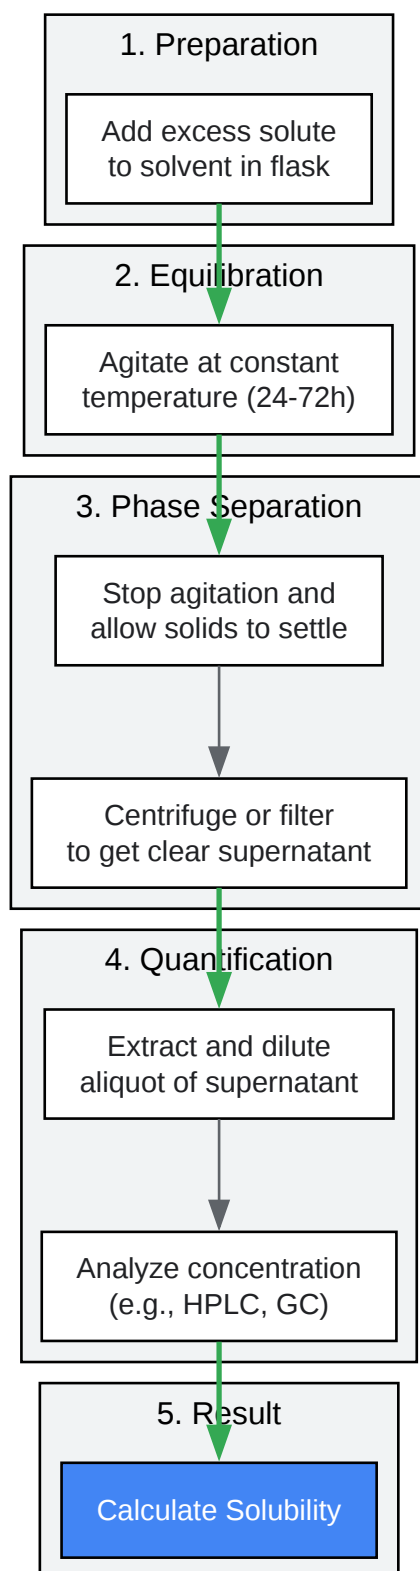 1. Preparation
Add excess solute
to solvent in flask
2. Equilibration
Agitate at constant
temperature (24-72h)
3. Phase Separation
Stop agitation and
allow solids to settle
Centrifuge or filter
to get clear supernatant
4. Quantification
Extract and dilute
aliquot of supernatant
Analyze concentration
(e.g., HPLC, GC)
5. Result
Calculate Solubility